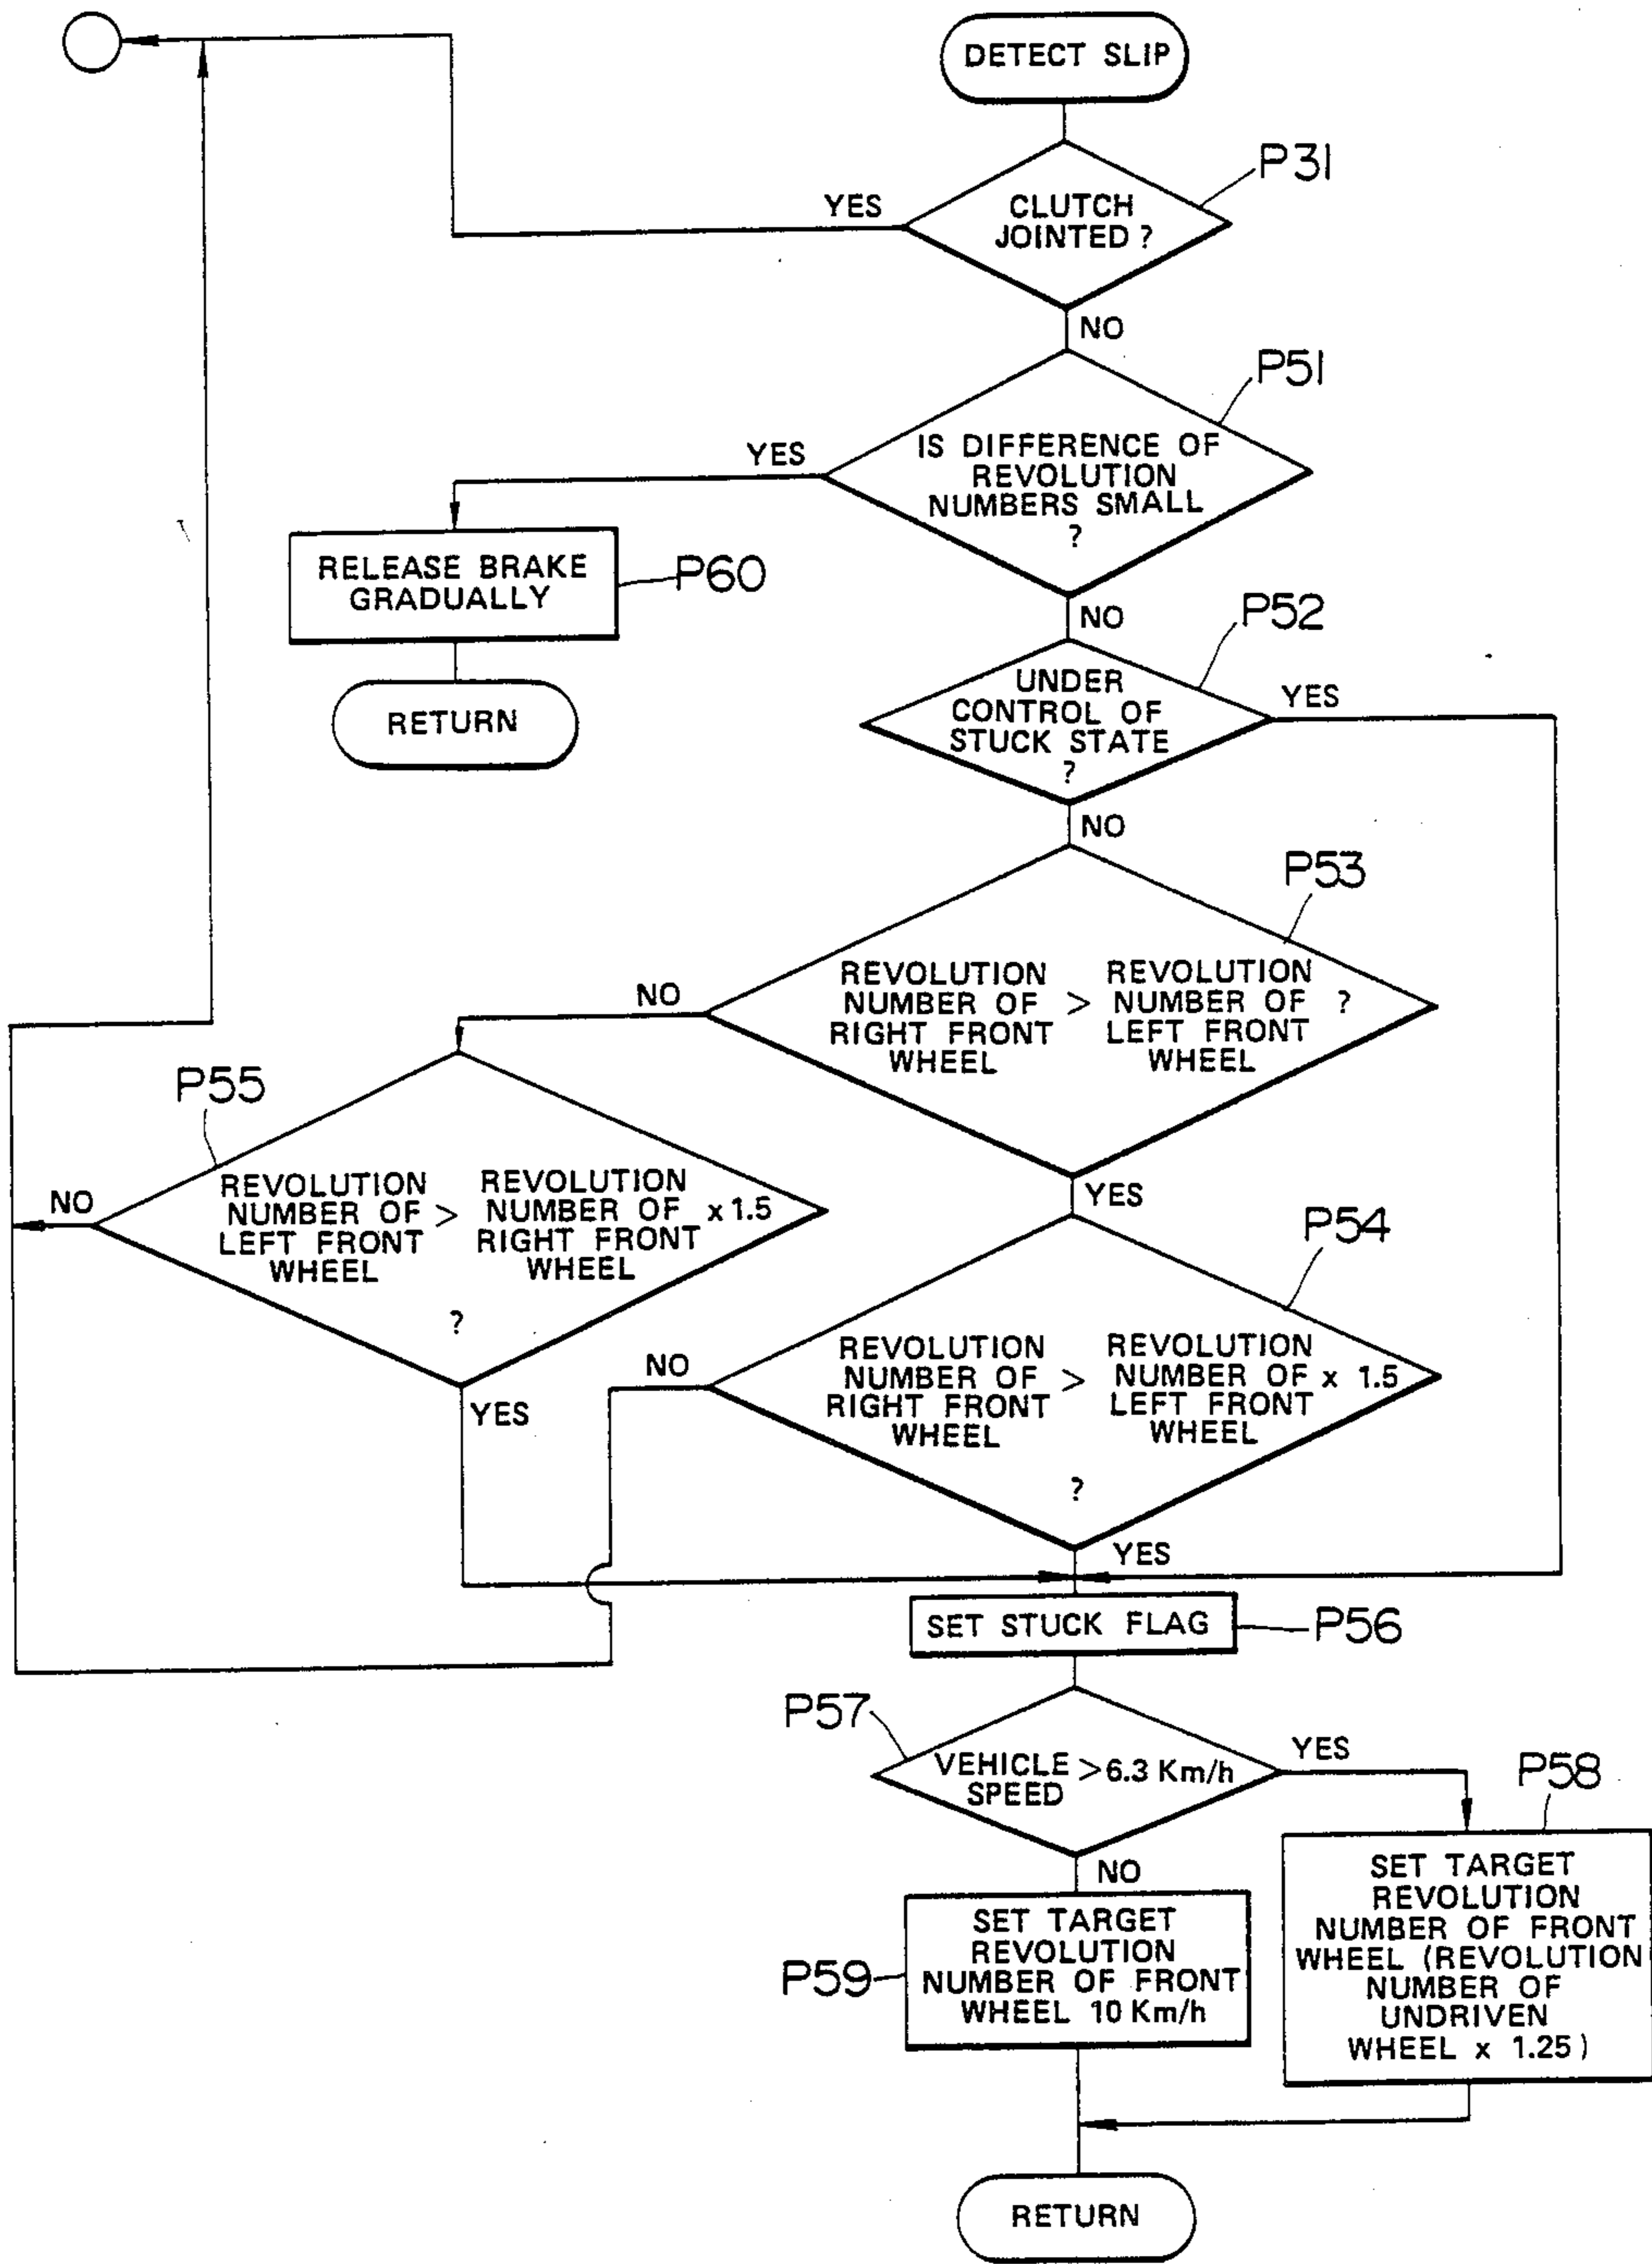 DETECT SLIP
P31
YES
CLUTCH
JOINTED ?
NO
P51
YES
IS DIFFERENCE OF
REVOLUTION
NUMBERS SMALL
?
RELEASE BRAKE
GRADUALLY
P60
NO
P52
RETURN
UNDER
CONTROL OF
STUCK STATE
?
YES
NO
P53
NO
REVOLUTION
NUMBER OF
RIGHT FRONT
WHEEL
>
REVOLUTION
NUMBER OF
LEFT FRONT
WHEEL
?
P55
NO
REVOLUTION
NUMBER OF
LEFT FRONT
WHEEL
>
REVOLUTION
NUMBER OF
RIGHT FRONT
WHEEL
x 1.5
?
YES
YES
P54
NO
REVOLUTION
NUMBER OF
RIGHT FRONT
WHEEL
>
REVOLUTION
NUMBER OF
LEFT FRONT
WHEEL
x 1.5
?
YES
SET STUCK FLAG
P56
P57
VEHICLE > 6.3 Km/h
SPEED
YES
P58
NO
SET TARGET
REVOLUTION
NUMBER OF FRONT
WHEEL (REVOLUTION
NUMBER OF
UNDRIVEN
WHEEL x 1.25)
P59
SET TARGET
REVOLUTION
NUMBER OF FRONT
WHEEL 10 Km/h
RETURN